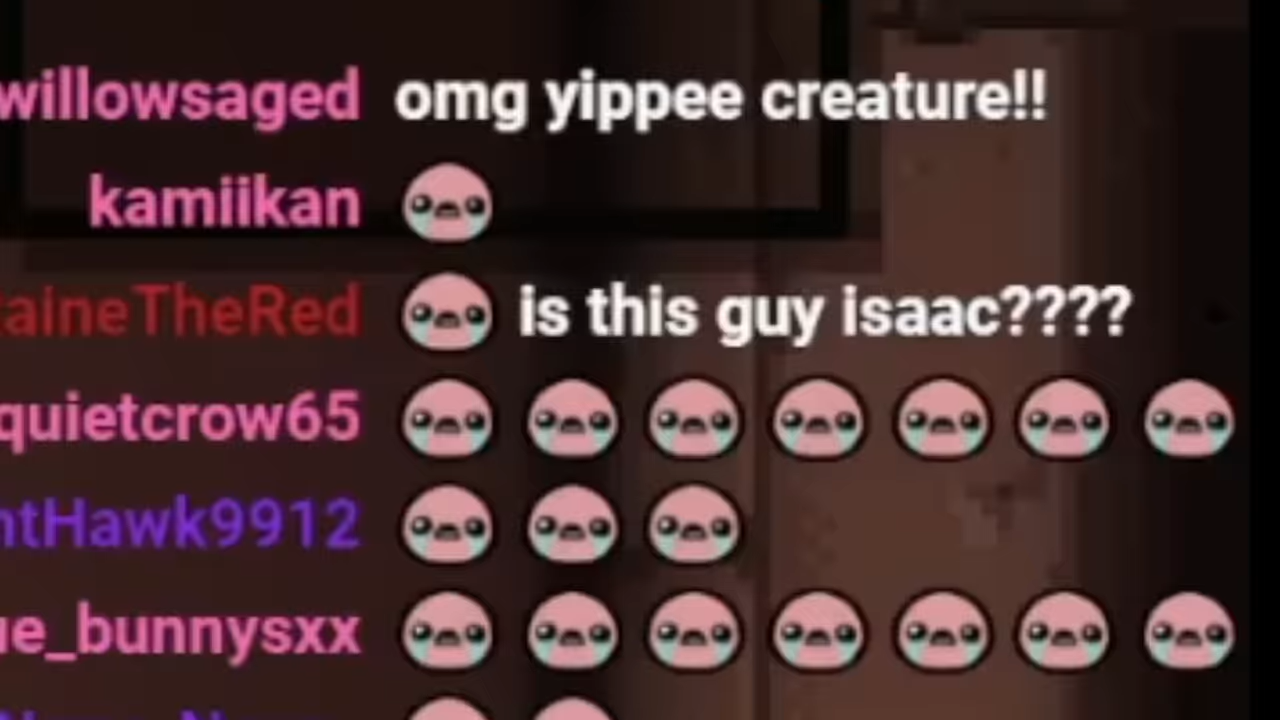 willowsaged omg yippee creature!!
kamiikan
aineTheRed is this guy isaac????
quietcrow65
ntHawk9912
ue_bunnysxx